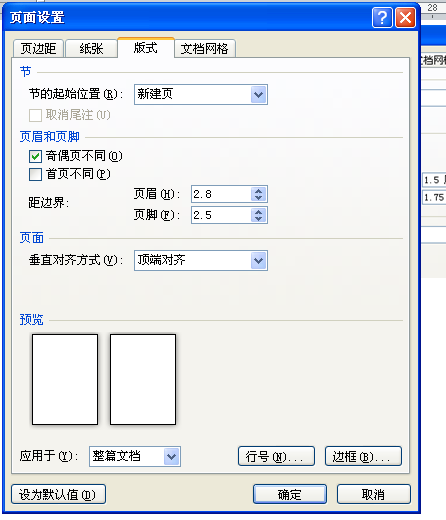 28
页面设置
页边距 纸张 版式 文档网格
节
节的起始位置(R): 新建页
取消尾注(U)
页眉和页脚
奇偶页不同(O)
首页不同(F)
距边界: 页眉(H): 2.8
页脚(F): 2.5
1.5
1.75
页面
垂直对齐方式(V): 顶端对齐
预览
应用于(Y): 整篇文档 行号(N)... 边框(B)...
设为默认值(D) 确定 取消